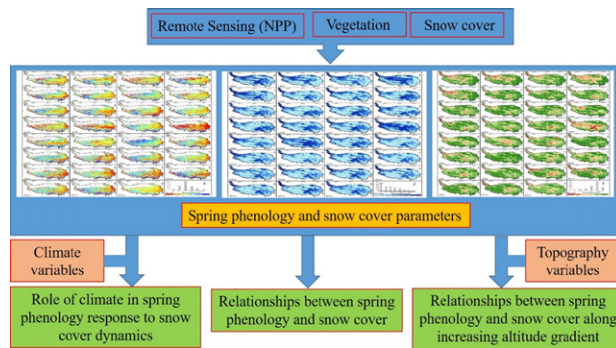 Remote Sensing (NPP)
Vegetation
Snow cover
Spring phenology and snow cover parameters
Climate
variables
Topography
variables
Role of climate in spring
phenology response to snow
cover dynamics
Relationships between spring
phenology and snow cover
Relationships between spring
phenology and snow cover along
increasing altitude gradient